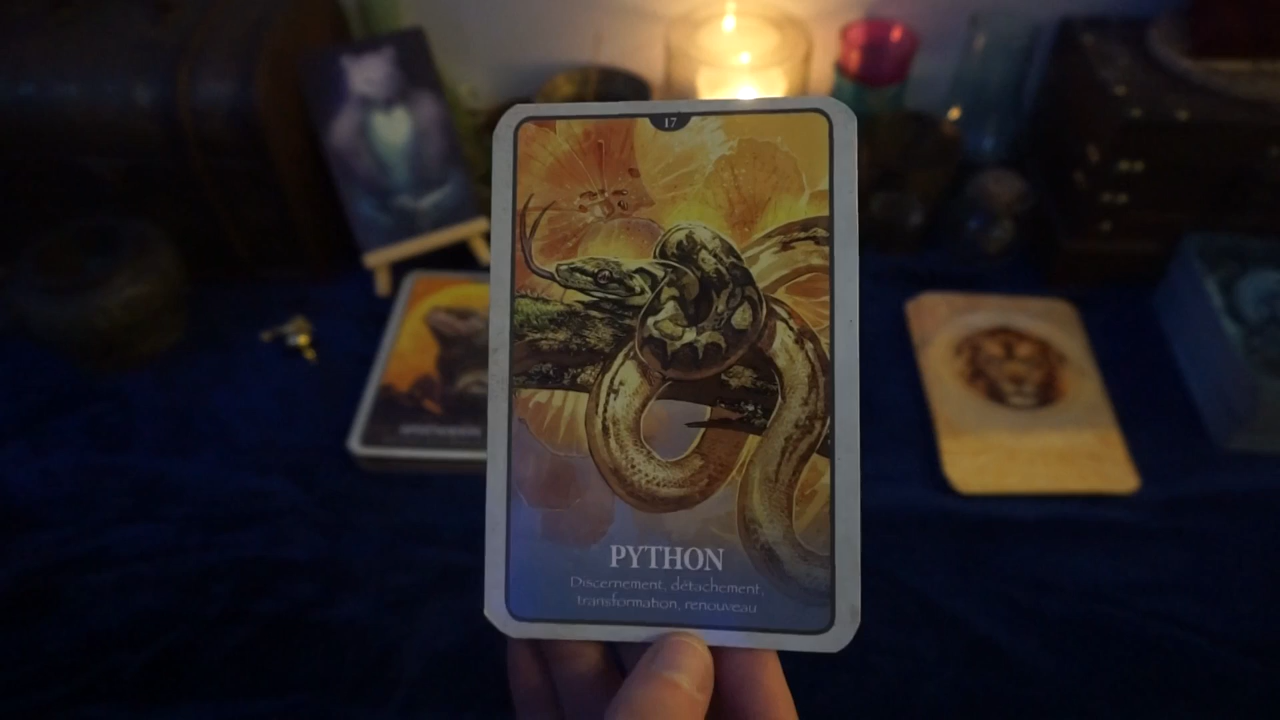 17
PYTHON
Discernement, détachement,
transformation, renouveau